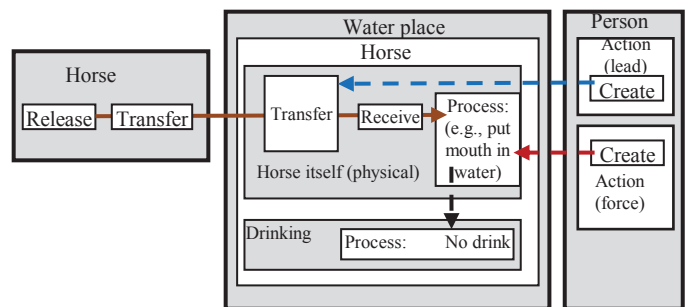 Horse
Release
Transfer
Water place
Horse
Transfer
Receive
Process:
(e.g., put
mouth in
water)
Horse itself (physical)
Drinking
Process: No drink
Person
Action
(lead)
Create
Create
Action
(force)